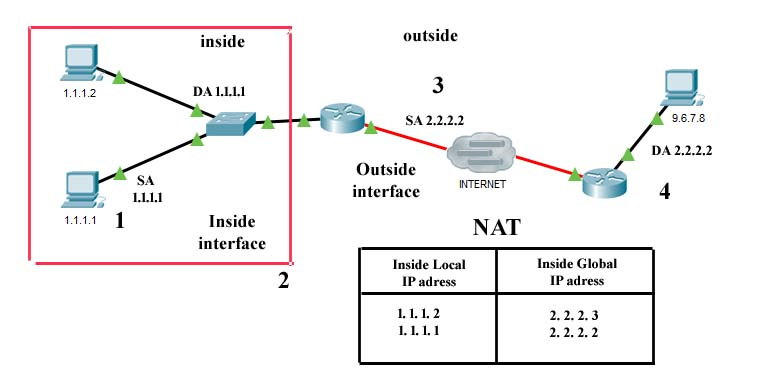 inside
outside
1.1.1.2
DA 1.1.1.1
3
SA 2.2.2.2
9.6.7.8
DA 2.2.2.2
SA
1.1.1.1
1.1.1.1
1
Inside
interface
2
Outside
interface
INTERNET
4
NAT
Inside Local
IP adress
Inside Global
IP adress
1. 1. 1. 2
2. 2. 2. 3
1. 1. 1. 1
2. 2. 2. 2